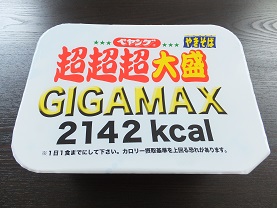 ペヤング やきそば
超超超大盛
GIGAMAX
2142 kcal
※1日1食までにして下さい。カロリー摂取基準を上回る恐れがあります。